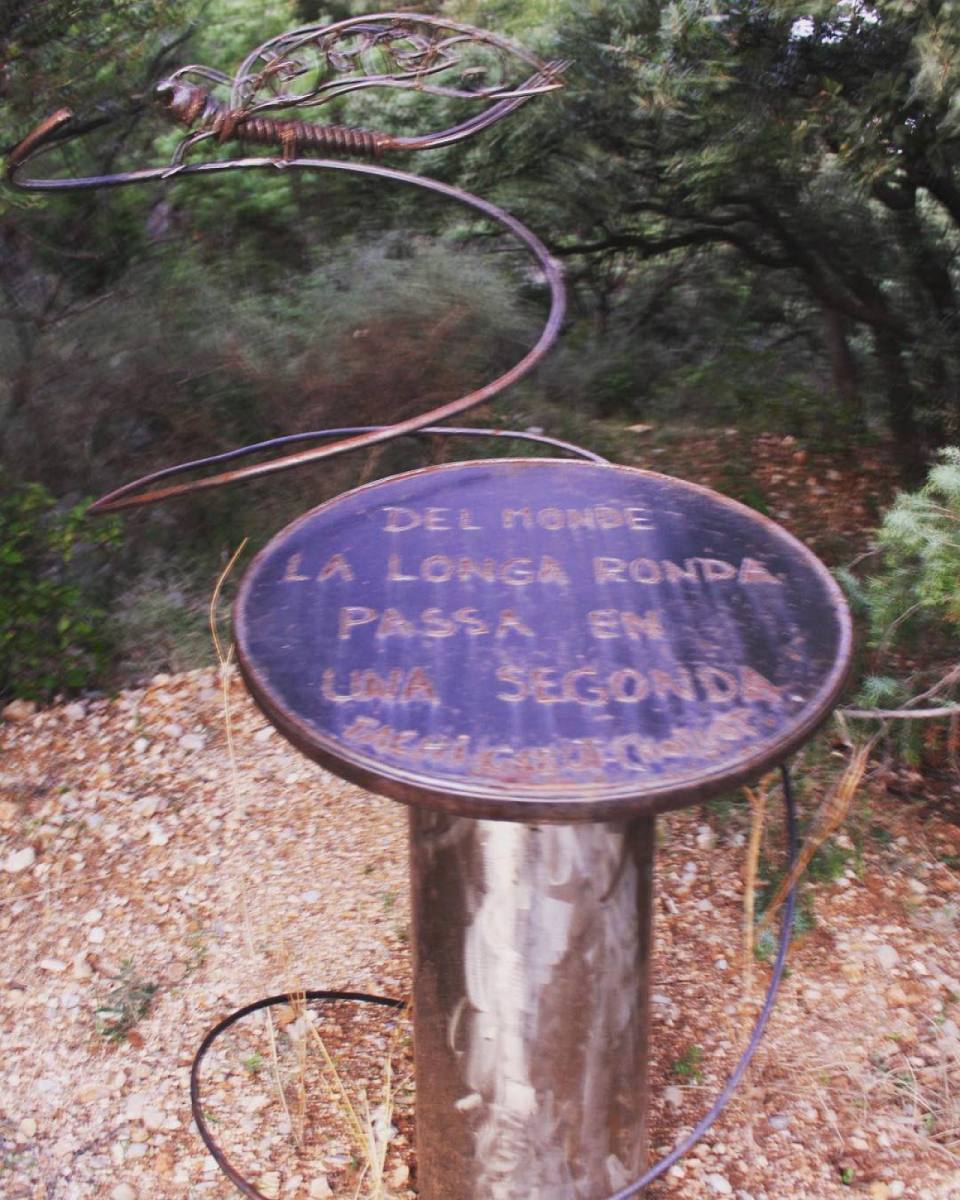 DEL MONDE
LA LONGA RONDA
PASSA EN
UNA SEGONDA.